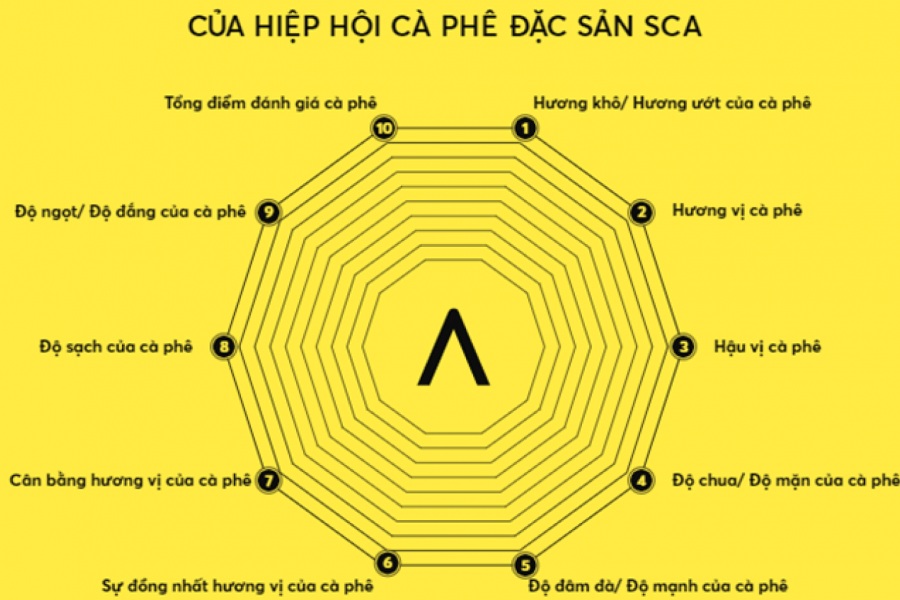 CỦA HIỆP HỘI CÀ PHÊ ĐẶC SẢN SCA
Tổng điểm đánh giá cà phê
Hương khô/ Hương ướt của cà phê
10
1
Độ ngọt/ Độ đắng của cà phê
9
2
Hương vị cà phê
Độ sạch của cà phê
8
3
Hậu vị cà phê
Cân bằng hương vị của cà phê
7
4
Độ chua/ Độ mặn của cà phê
6
5
Sự đồng nhất hương vị của cà phê
Độ đâm đà/ Độ mạnh của cà phê